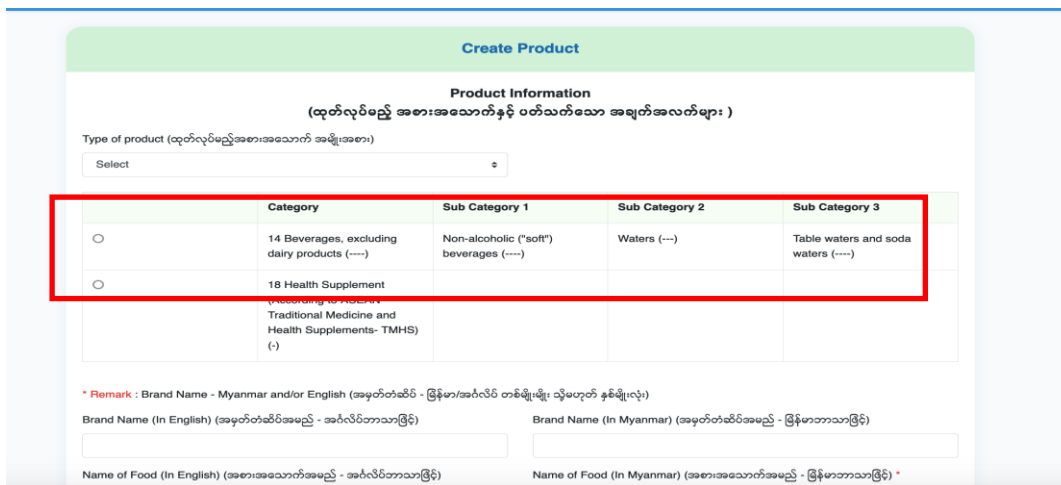 Create Product
Product Information
(ထုတ်လုပ်မည့် အစားအသောက်နှင့် ပတ်သက်သော အချက်အလက်များ )
Type of product (ထုတ်လုပ်မည့်အစားအသောက် အမျိုးအစား)
Select
Category Sub Category 1 Sub Category 2 Sub Category 3
14 Beverages, excluding Non-alcoholic ("soft") Waters (---) Table waters and soda
dairy products (----) beverages (----) waters (----)
18 Health Supplement
(According to ASEAN
Traditional Medicine and
Health Supplements- TMHS)
(-)
* Remark : Brand Name - Myanmar and/or English (အမှတ်တံဆိပ် - မြန်မာ/အင်္ဂလိပ် တစ်မျိုးမျိုး သို့မဟုတ် နှစ်မျိုးလုံး)
Brand Name (In English) (အမှတ်တံဆိပ်အမည် - အင်္ဂလိပ်ဘာသာဖြင့်) Brand Name (In Myanmar) (အမှတ်တံဆိပ်အမည် - မြန်မာဘာသာဖြင့်)
Name of Food (In English) (အစားအသောက်အမည် - အင်္ဂလိပ်ဘာသာဖြင့်) Name of Food (In Myanmar) (အစားအသောက်အမည် - မြန်မာဘာသာဖြင့်) *